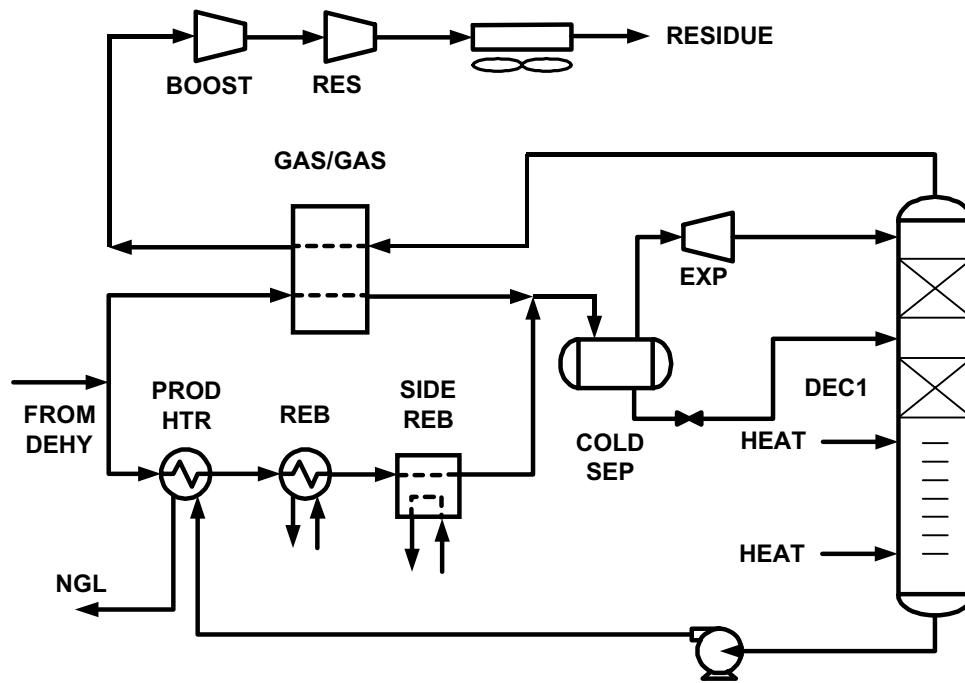 RESIDUE
BOOST
RES
GAS/GAS
EXP
FROM
DEHY
PROD
HTR
REB
SIDE
REB
COLD
SEP
DEC1
HEAT
HEAT
NGL